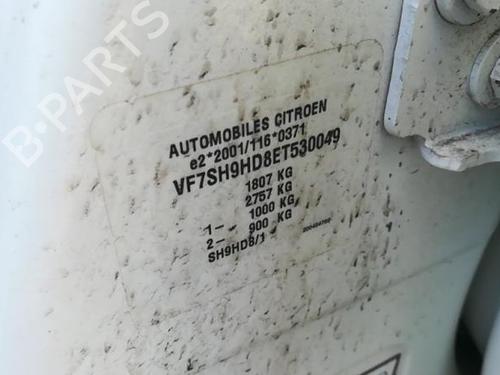 B-PARTS
AUTOMOBILES CITROEN
e2*2001/116*0371
VF7SH9HD8ET530049
1807 KG
2757 KG
1– 1000 KG
2– 900 KG
SH9HD8/1